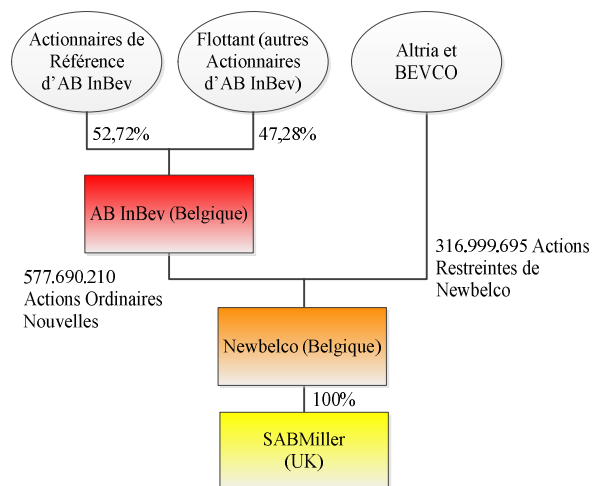 Actionnaires de
Référence
d'AB InBev
Flottant (autres
Actionnaires
d'AB InBev)
Altria et
BEVCO
52,72%
47,28%
AB InBev (Belgique)
577.690.210
Actions Ordinaires
Nouvelles
316.999.695 Actions
Restreintes de
Newbelco
Newbelco (Belgique)
100%
SABMiller
(UK)